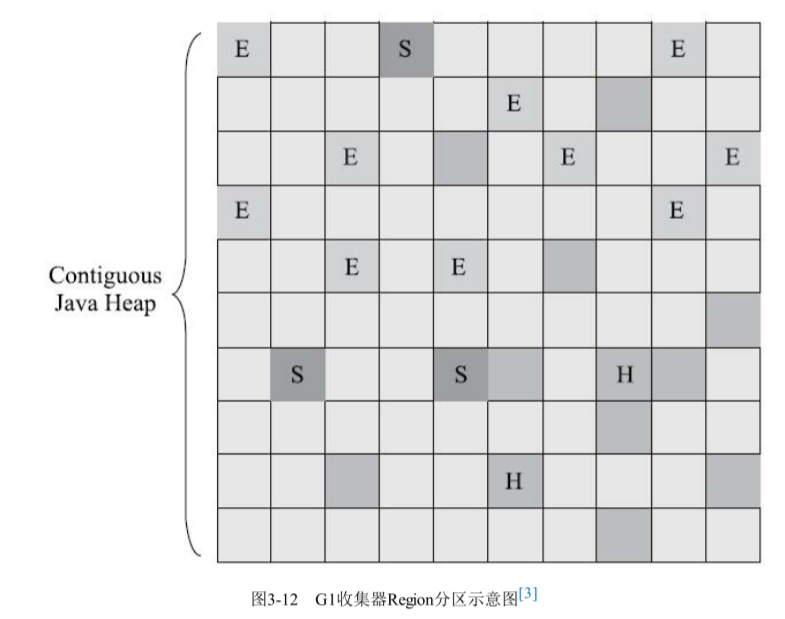 E S E
E
E E E
E E
Contiguous
Java Heap
E E
S S H
H
图3-12 G1收集器Region分区示意图[3]